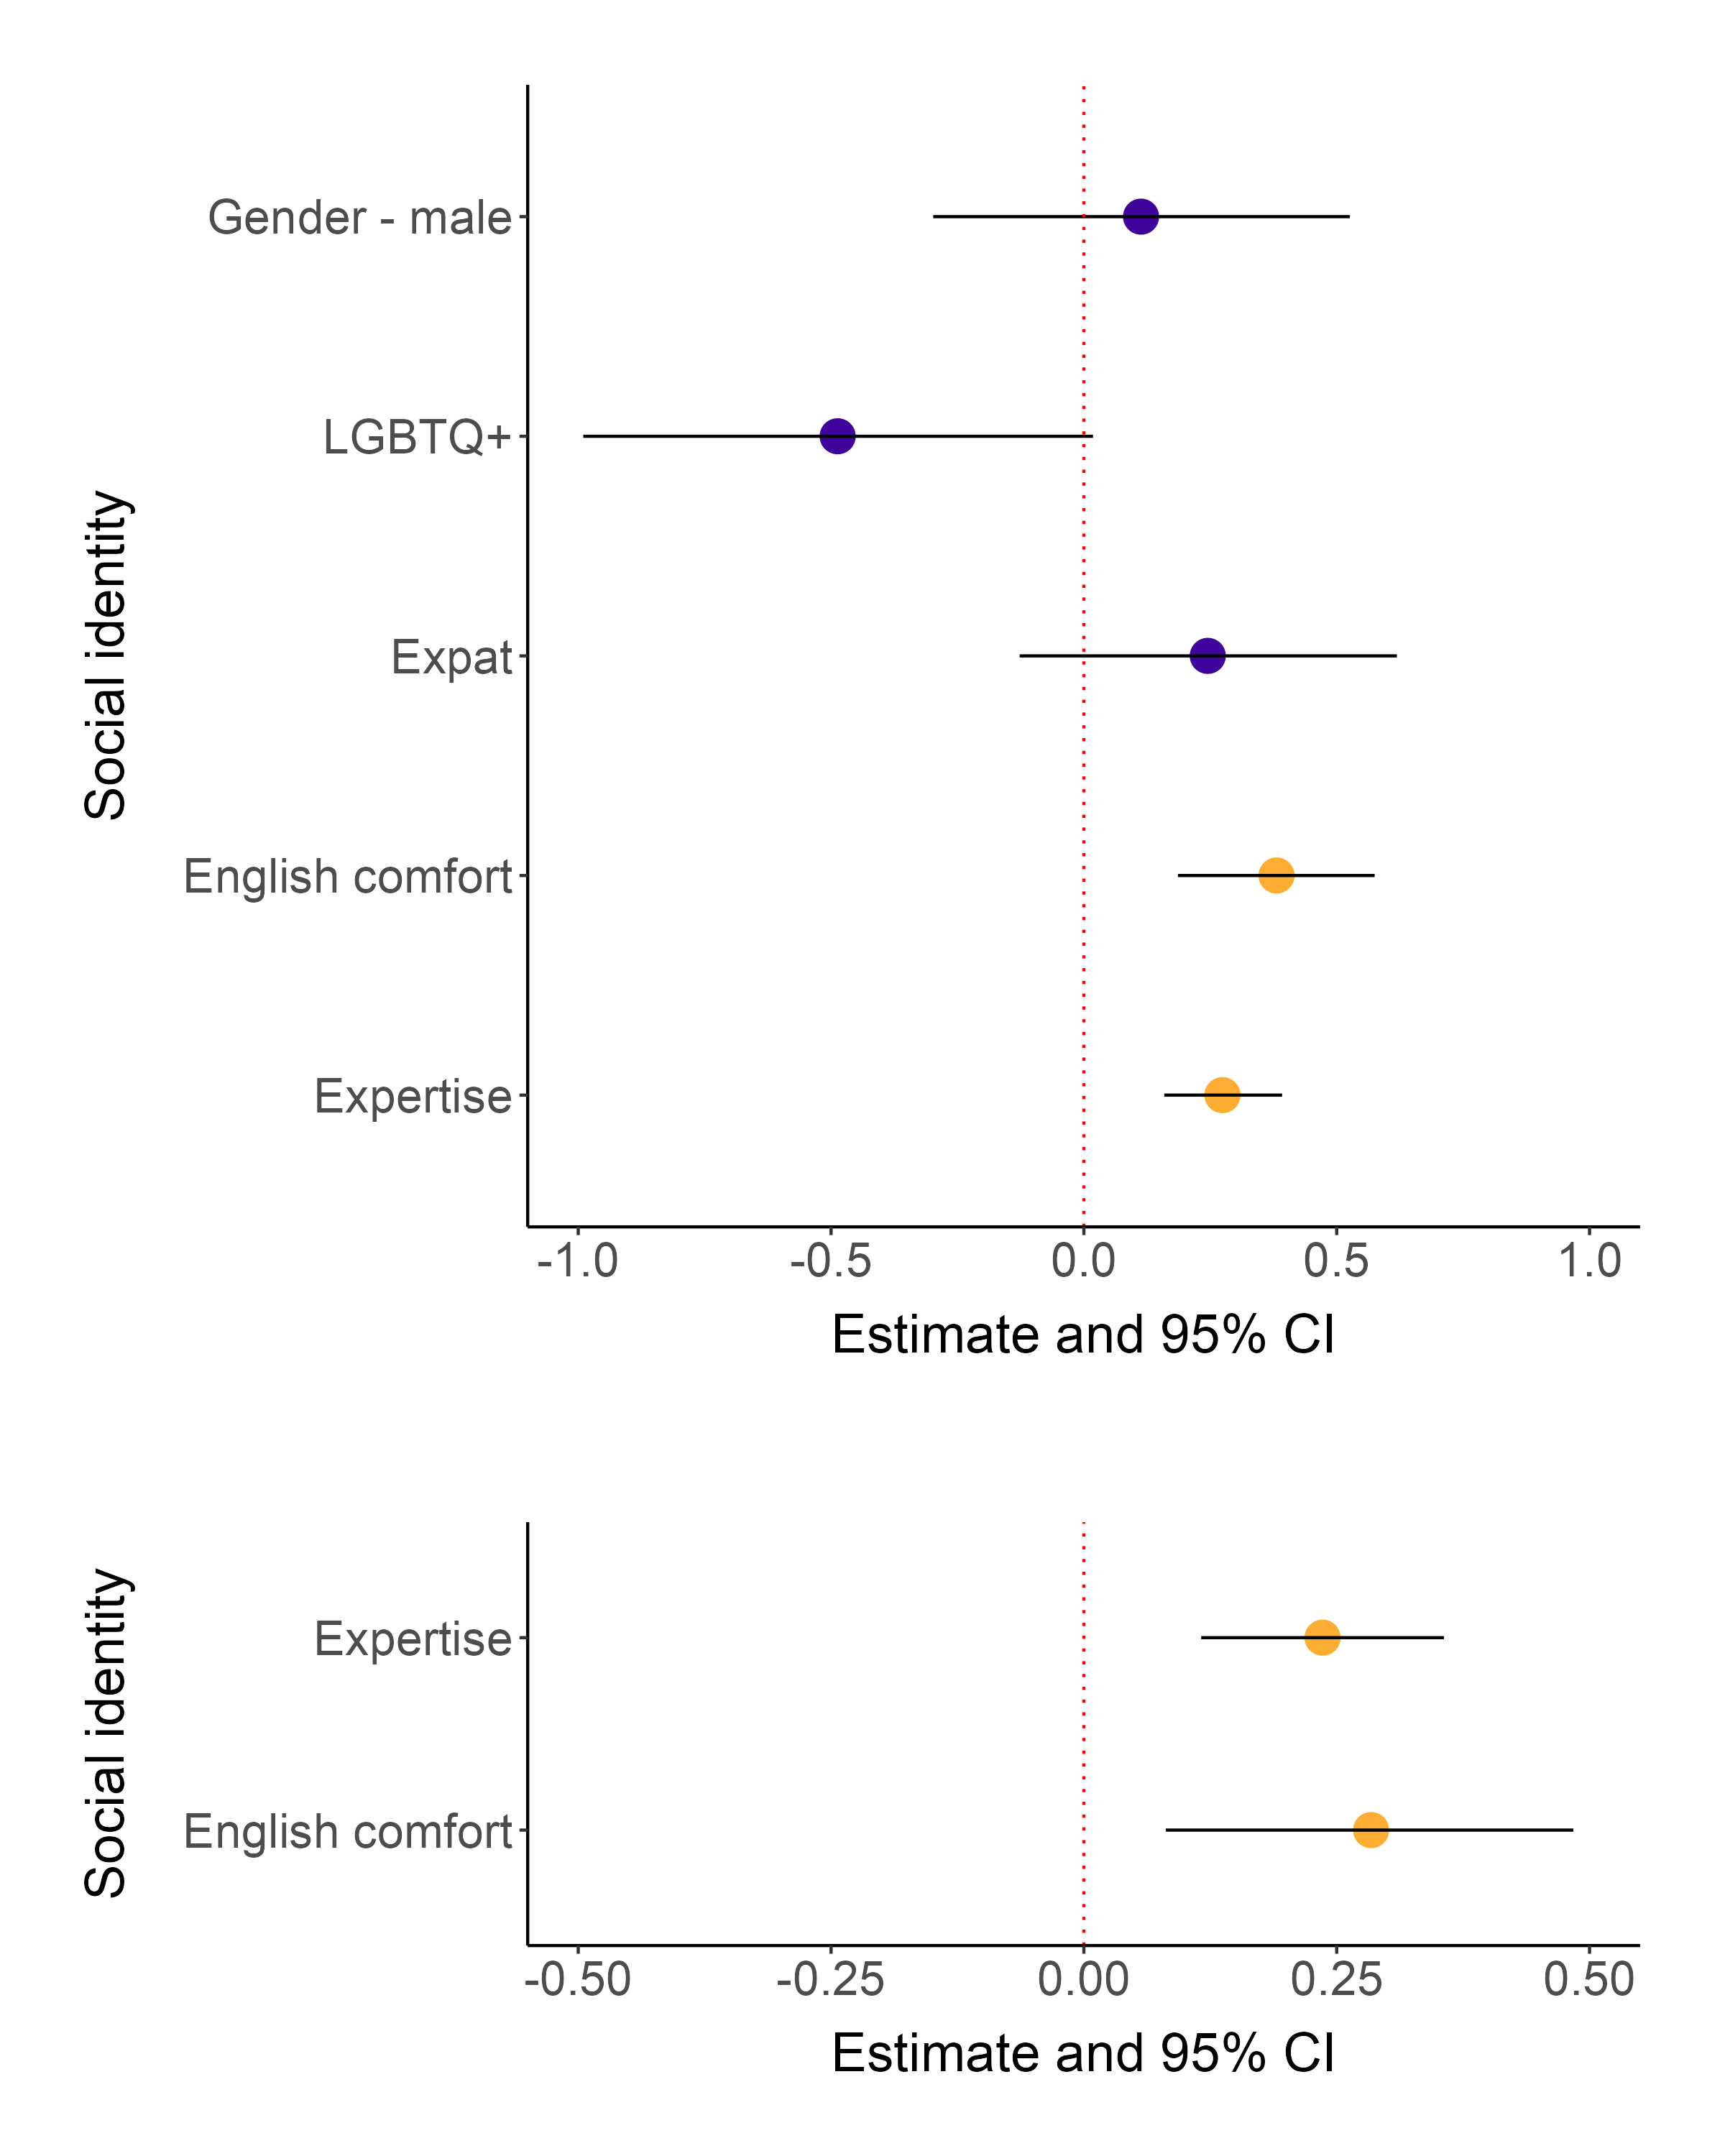 Social identity
Gender - male
LGBTQ+
Expat
English comfort
Expertise
-1.0 -0.5 0.0 0.5 1.0
Estimate and 95% CI
Social identity
Expertise
English comfort
-0.50 -0.25 0.00 0.25 0.50
Estimate and 95% CI